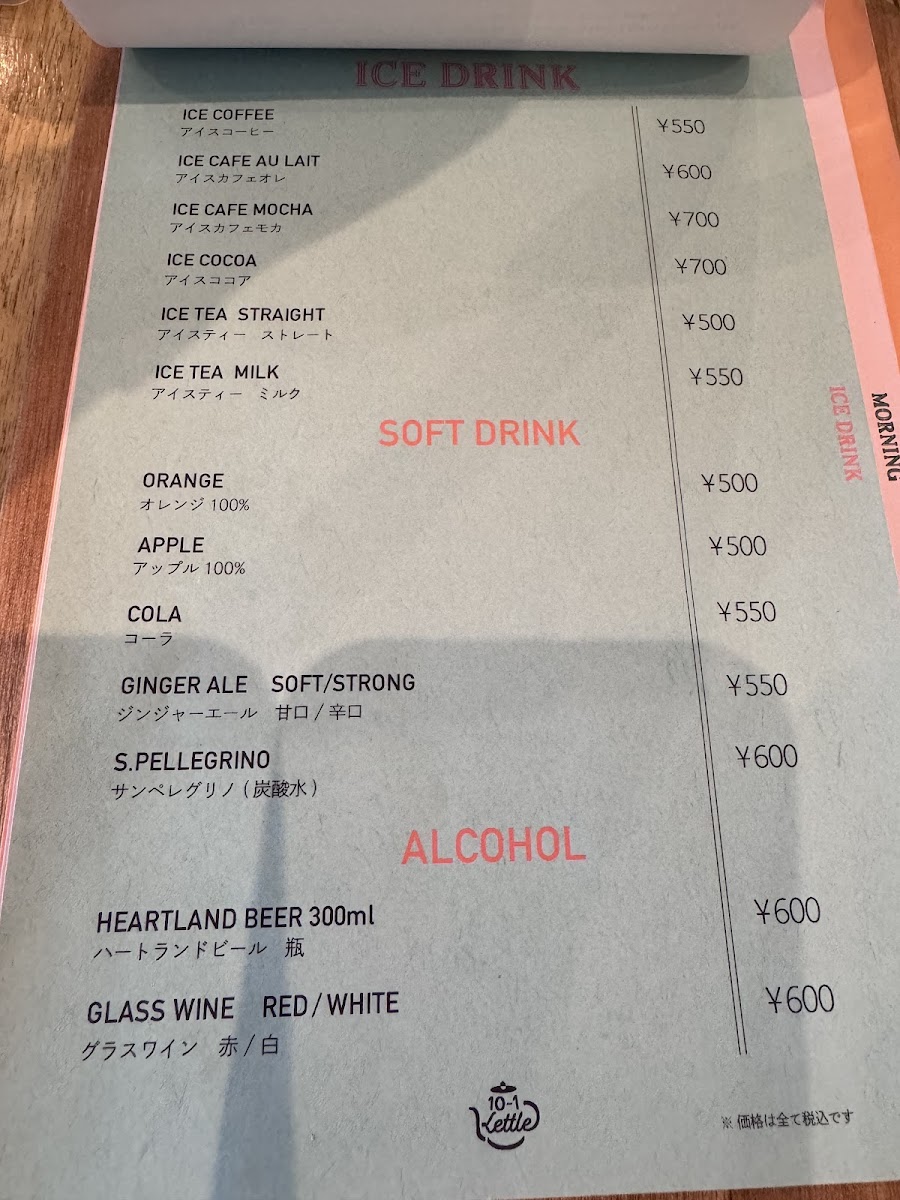 ICE DRINK
ICE COFFEE ¥550
アイスコーヒー
ICE CAFE AU LAIT ¥600
アイスカフェオレ
ICE CAFE MOCHA ¥700
アイスカフェモカ
ICE COCOA ¥700
アイスココア
ICE TEA STRAIGHT ¥500
アイスティー ストレート
ICE TEA MILK ¥550
アイスティー ミルク
SOFT DRINK
ORANGE ¥500
オレンジ 100%
APPLE ¥500
アップル 100%
COLA ¥550
コーラ
GINGER ALE SOFT/STRONG ¥550
ジンジャーエール 甘口 / 辛口
S.PELLEGRINO ¥600
サンペレグリノ ( 炭酸水 )
ALCOHOL
HEARTLAND BEER 300ml ¥600
ハートランドビール 瓶
GLASS WINE RED / WHITE ¥600
グラスワイン 赤 / 白
10-1
Kettle
※ 価格は全て税込です
ICE DRINK
MORNING